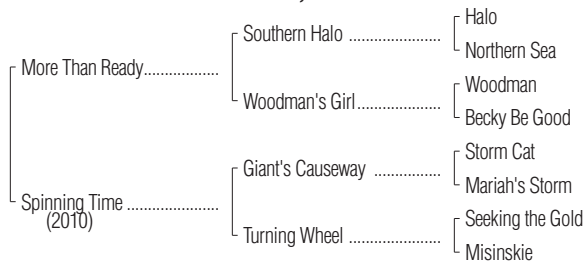 Halo
Southern Halo ....................
Northern Sea
More Than Ready.................
Woodman
Woodman's Girl..................
Becky Be Good
Storm Cat
Giant's Causeway ..............
Mariah's Storm
Spinning Time ....................
(2010)
Seeking the Gold
Turning Wheel ....................
Misinskie